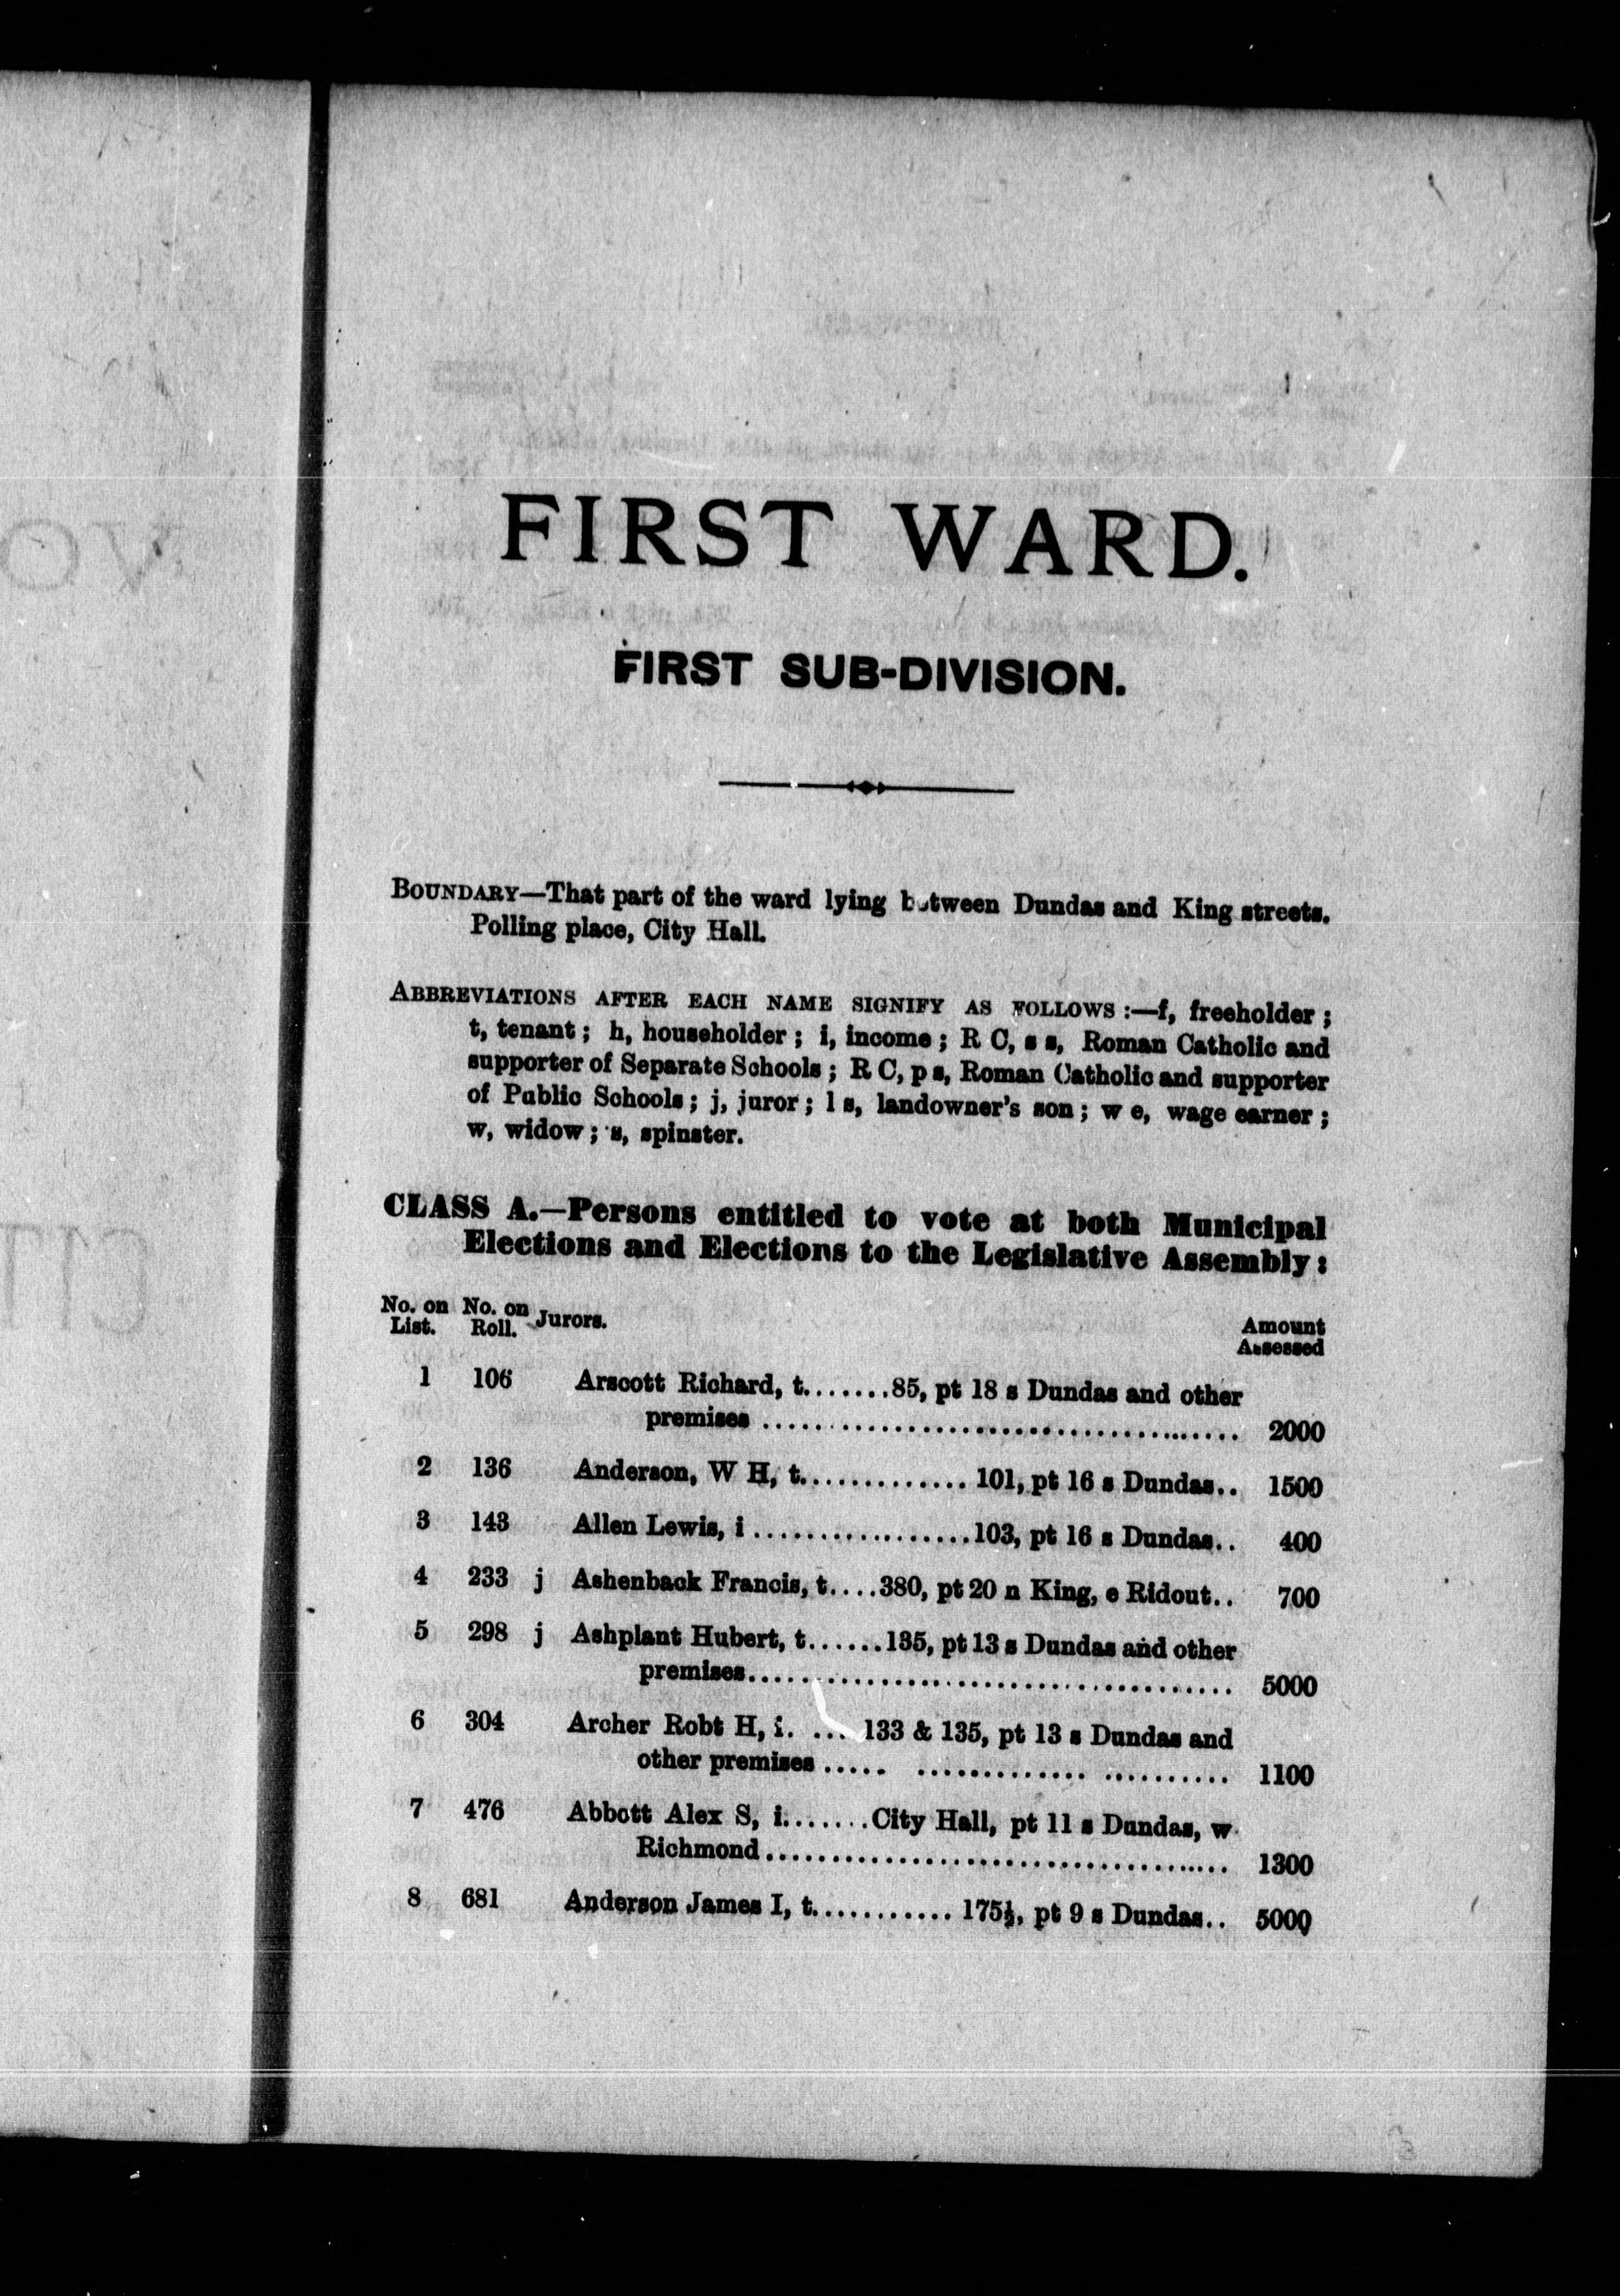 FIRST WARD.
FIRST SUB-DIVISION.
BOUNDARY—That part of the ward lying between Dundas and King streets.
Polling place, City Hall.
ABBREVIATIONS AFTER EACH NAME SIGNIFY AS FOLLOWS :—f, freeholder ;
t, tenant ; h, householder ; i, income ; R C, s s, Roman Catholic and
supporter of Separate Schools ; R C, p s, Roman Catholic and supporter
of Public Schools ; j, juror ; l s, landowner's son ; w e, wage earner ;
w, widow ; s, spinster.
CLASS A.—Persons entitled to vote at both Municipal
Elections and Elections to the Legislative Assembly :
No. on No. on Jurors. Amount
List. Roll. Assessed
1 106 Arscott Richard, t.......85, pt 18 s Dundas and other
premises ........................................ 2000
2 136 Anderson, W H, t............. 101, pt 16 s Dundas.. 1500
3 143 Allen Lewis, i ..................103, pt 16 s Dundas.. 400
4 233 j Ashenback Francis, t....380, pt 20 n King, e Ridout.. 700
5 298 j Ashplant Hubert, t......135, pt 13 s Dundas and other
premises........................................ 5000
6 304 Archer Robt H, i. ... 133 & 135, pt 13 s Dundas and
other premises ..... ............. .......... 1100
7 476 Abbott Alex S, i.......City Hall, pt 11 s Dundas, w
Richmond..................................... 1300
8 681 Anderson James I, t........... 175½, pt 9 s Dundas.. 5000